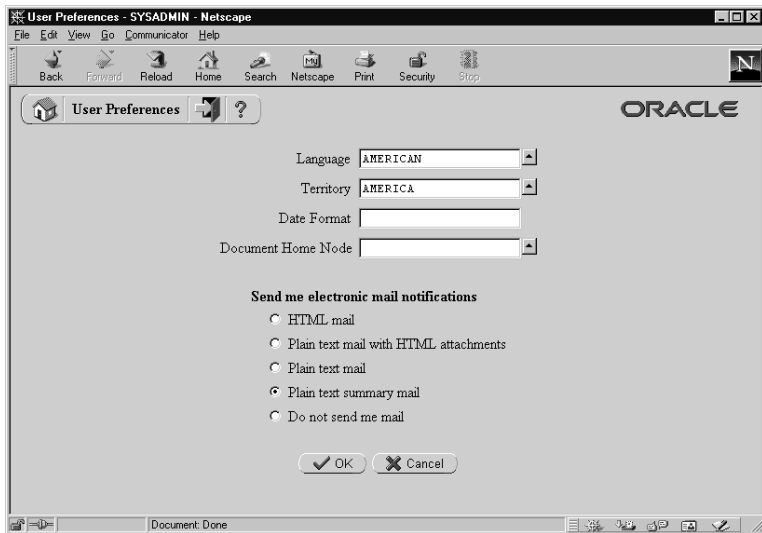 User Preferences - SYSADMIN - Netscape
File Edit View Go Communicator Help
Back Forward Reload Home Search Netscape Print Security Stop
My
N
User Preferences ?
ORACLE
Language AMERICAN
Territory AMERICA
Date Format
Document Home Node
Send me electronic mail notifications
HTML mail
Plain text mail with HTML attachments
Plain text mail
Plain text summary mail
Do not send me mail
OK Cancel
Document: Done